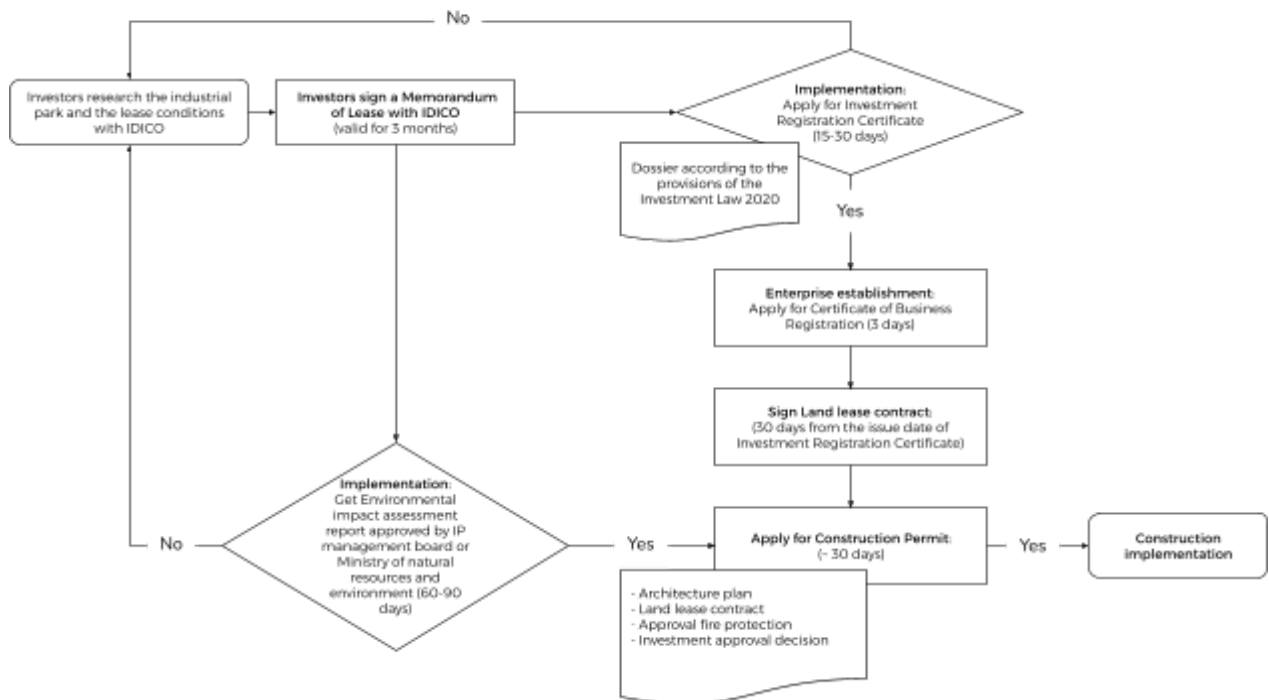 No
Investors research the industrial
park and the lease conditions
with IDICO
Investors sign a Memorandum
of Lease with IDICO
(valid for 3 months)
Implementation:
Apply for Investment
Registration Certificate
(15-30 days)
Dossier according to the
provisions of the
Investment Law 2020
Yes
Enterprise establishment:
Apply for Certificate of Business
Registration (3 days)
Sign Land lease contract:
(30 days from the issue date of
Investment Registration Certificate)
Implementation:
Get Environmental
impact assessment
report approved by IP
management board or
Ministry of natural
resources and
environment (60-90
days)
No
Yes
Apply for Construction Permit:
(~ 30 days)
Yes
Construction
implementation
- Architecture plan
- Land lease contract
- Approval fire protection
- Investment approval decision